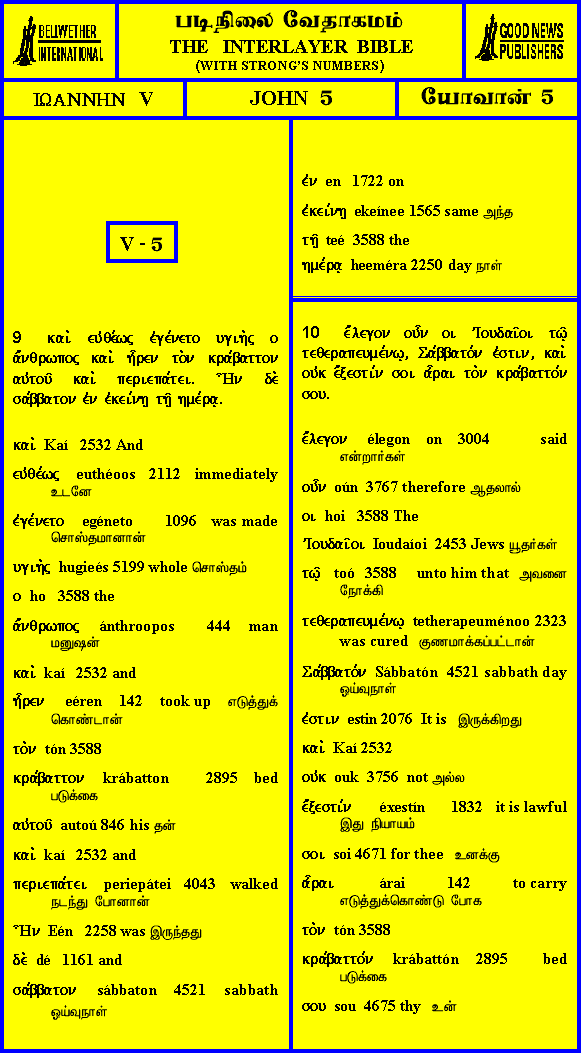 BELLWETHER
INTERNATIONAL
படிநிலை வேதாகமம்
THE INTERLAYER BIBLE
(WITH STRONG'S NUMBERS)
GOOD NEWS
PUBLISHERS
ΙΩΑΝΝΗΝ V
JOHN 5
யோவான் 5
V - 5
9 καὶ εὐθέως ἐγένετο υγιὴς ο
ἄνθρωπος καὶ ἦρεν τὸν κράβαττον
αὐτοῦ καὶ περιεπάτει. Ἦν δὲ
σάββατον ἐν ἐκείνῃ τῇ ημέρᾳ.
καὶ Kaí 2532 And
εὐθέως euthéoos 2112 immediately
உடனே
ἐγένετο egéneto 1096 was made
சொஸ்தமானான்
υγιὴς hugieés 5199 whole சொஸ்தம்
ο ho 3588 the
ἄνθρωπος ánthroopos 444 man
மனுஷன்
καὶ kaí 2532 and
ἦρεν eéren 142 took up எடுத்துக்
கொண்டான்
τὸν tón 3588
κράβαττον krábatton 2895 bed
படுக்கை
αὐτοῦ autoú 846 his தன்
καὶ kaí 2532 and
περιεπάτει periepátei 4043 walked
நடந்து போனான்
Ἦν Eén 2258 was இருந்தது
δὲ dé 1161 and
σάββατον sábbaton 4521 sabbath
ஓய்வுநாள்
ἐν en 1722 on
ἐκείνῃ ekeínee 1565 same அந்த
τῇ teé 3588 the
ημέρᾳ heeméra 2250 day நாள்
10 ἔλεγον οὖν οι Ἰουδαῖοι τῷ
τεθεραπευμένῳ, Σάββατόν ἐστιν, καὶ
οὐκ ἔξεστίν σοι ἆραι τὸν κράβαττόν
σου.
ἔλεγον élegon on 3004 said
என்றார்கள்
οὖν oún 3767 therefore ஆதலால்
οι hoi 3588 The
Ἰουδαῖοι Ioudaíoi 2453 Jews யூதர்கள்
τῷ toó 3588 unto him that அவனை
நோக்கி
τεθεραπευμένῳ tetherapeuménoo 2323
was cured குணமாக்கப்பட்டான்
Σάββατόν Sábbatón 4521 sabbath day
ஓய்வுநாள்
ἐστιν estin 2076 It is இருக்கிறது
καὶ Kaí 2532
οὐκ ouk 3756 not அல்ல
ἔξεστίν éxestín 1832 it is lawful
இது நியாயம்
σοι soi 4671 for thee உனக்கு
ἆραι árai 142 to carry
எடுத்துக்கொண்டு போக
τὸν tón 3588
κράβαττόν krábattón 2895 bed
படுக்கை
σου sou 4675 thy உன்